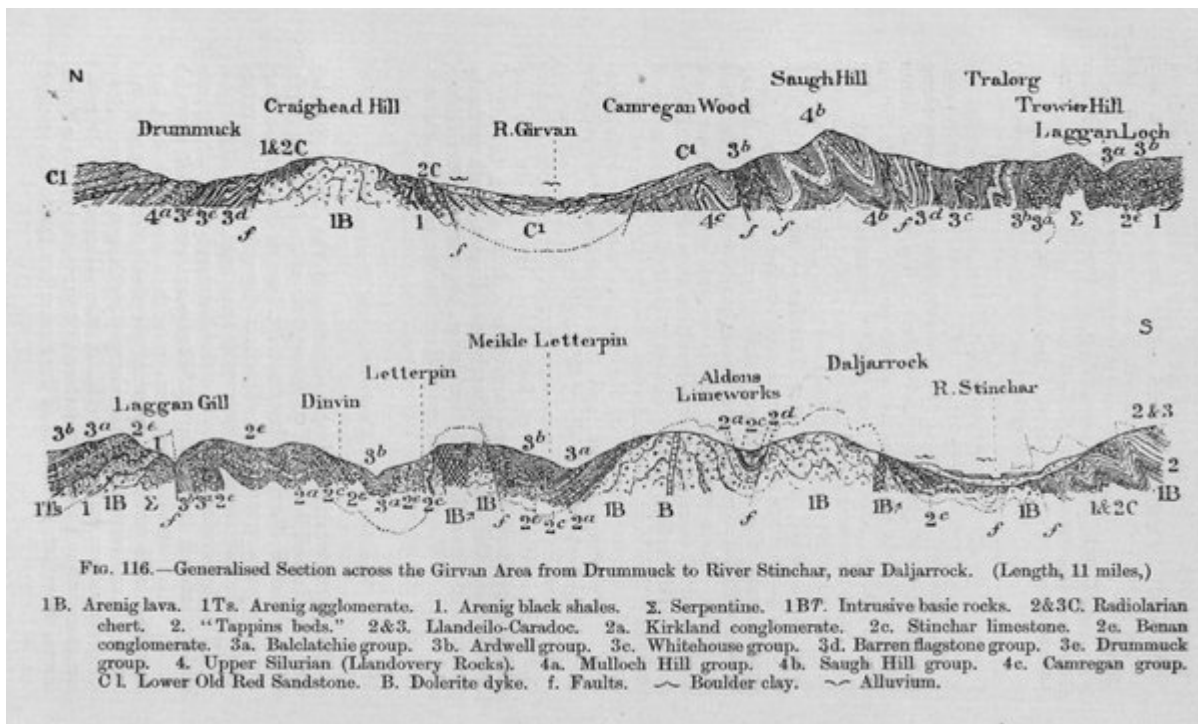 N
Saugh Hill Tralorg
Craighead Hill Camregan Wood 4b Trowier Hill
Drummuck R. Girvan Laggan Loch
1&2C C1 3b 3a 3b
C1 2C
4a 3e 3e 3d f 1B 1 f C1 4c f f 4b f 3d 3c 3b 3a Σ 2e 1
S
Meikle Letterpin
Letterpin Aldons Daljarrock
Laggan Gill Dinvin Limeworks R. Stinchar
3b 3a 2e 1 2e 3b 3b 3a 2a 2c 2d 2&3
2
1Ts 1 1B Σ f 3b 3c 2e 2a 2c 2e 3a 2e 2c 1B f 2e 2c 2a 1B B f 1B 1B 2c f 1B f 1&2C 1B
FIG. 116.—Generalised Section across the Girvan Area from Drummuck to River Stinchar, near Daljarrock. (Length, 11 miles,)
1B. Arenig lava. 1Ts. Arenig agglomerate. 1. Arenig black shales. Σ. Serpentine. 1BT. Intrusive basic rocks. 2&3C. Radiolarian
chert. 2. "Tappins beds." 2&3. Llandeilo-Caradoc. 2a. Kirkland conglomerate. 2c. Stinchar limestone. 2e. Benan
conglomerate. 3a. Balclatchie group. 3b. Ardwell group. 3c. Whitehouse group. 3d. Barren flagstone group. 3e. Drummuck
group. 4. Upper Silurian (Llandovery Rocks). 4a. Mulloch Hill group. 4b. Saugh Hill group. 4c. Camregan group.
C1. Lower Old Red Sandstone. B. Dolerite dyke. f. Faults. Boulder clay. Alluvium.